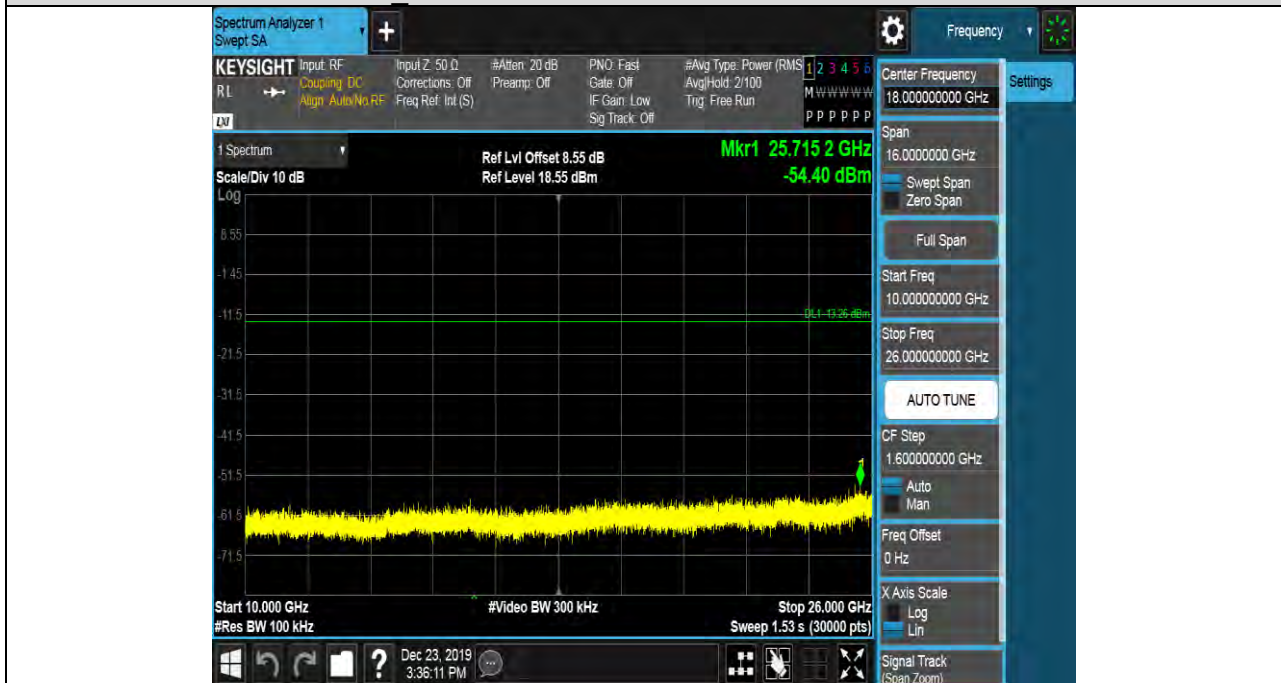 Spectrum Analyzer 1
Swept SA
+
Frequency
KEYSIGHT
RL
LXI
Input: RF
Coupling: DC
Align: Auto/No RF
Input Z: 50 Ω
Corrections: Off
Freq Ref: Int (S)
#Atten: 20 dB
Preamp: Off
PNO: Fast
Gate: Off
IF Gain: Low
Sig Track: Off
#Avg Type: Power (RMS
Avg|Hold: 2/100
Trig: Free Run
1 2 3 4 5 6
M W W W W W
P P P P P P
1 Spectrum
Scale/Div 10 dB
Log
Ref Lvl Offset 8.55 dB
Ref Level 18.55 dBm
Mkr1 25.715 2 GHz
-54.40 dBm
8.55
-1.45
-11.5
-21.5
-31.5
-41.5
-51.5
-61.5
-71.5
DL1 -13.26 dBm
1
Start 10.000 GHz
#Res BW 100 kHz
#Video BW 300 kHz
Stop 26.000 GHz
Sweep 1.53 s (30000 pts)
?
Dec 23, 2019
3:36:11 PM
Center Frequency
18.000000000 GHz
Settings
Span
16.0000000 GHz
Swept Span
Zero Span
Full Span
Start Freq
10.000000000 GHz
Stop Freq
26.000000000 GHz
AUTO TUNE
CF Step
1.600000000 GHz
Auto
Man
Freq Offset
0 Hz
X Axis Scale
Log
Lin
Signal Track
(Span Zoom)